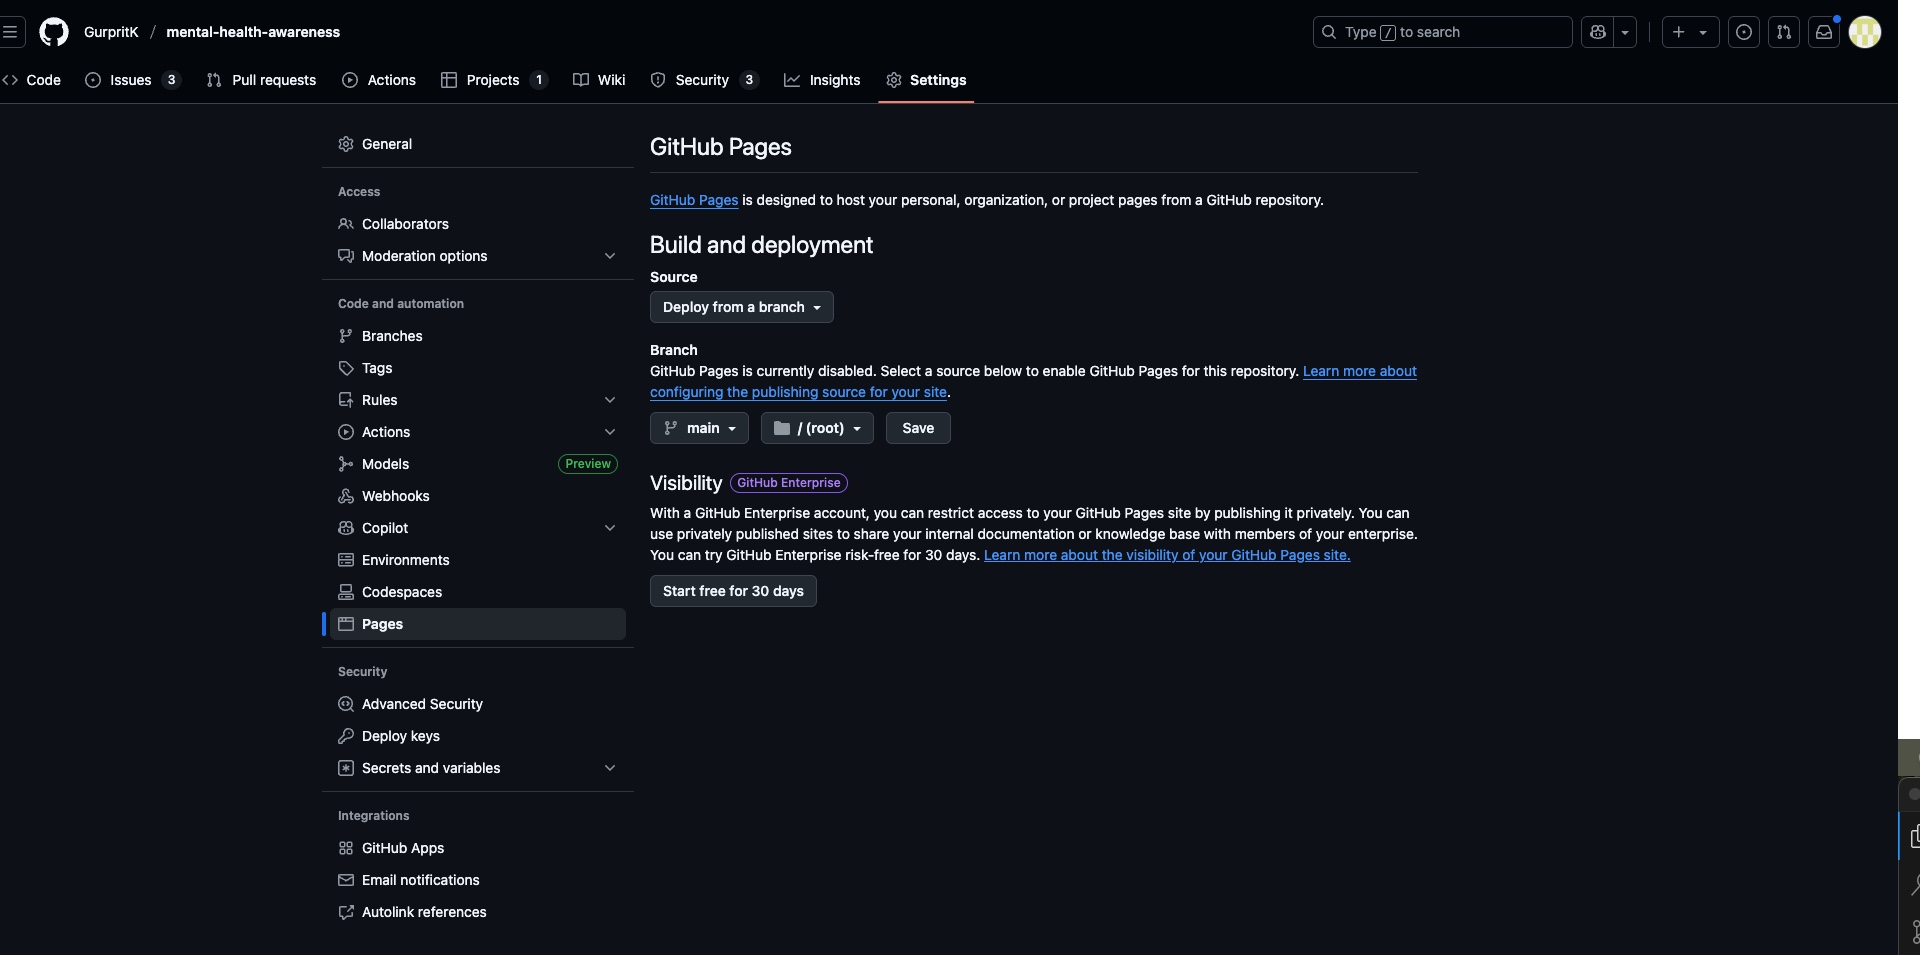 GurpritK / mental-health-awareness
Type / to search
Code
Issues 3
Pull requests
Actions
Projects 1
Wiki
Security 3
Insights
Settings
General
Access
Collaborators
Moderation options
Code and automation
Branches
Tags
Rules
Actions
Models Preview
Webhooks
Copilot
Environments
Codespaces
Pages
Security
Advanced Security
Deploy keys
Secrets and variables
Integrations
GitHub Apps
Email notifications
Autolink references
GitHub Pages
GitHub Pages is designed to host your personal, organization, or project pages from a GitHub repository.
Build and deployment
Source
Deploy from a branch
Branch
GitHub Pages is currently disabled. Select a source below to enable GitHub Pages for this repository. Learn more about
configuring the publishing source for your site.
main / (root) Save
Visibility GitHub Enterprise
With a GitHub Enterprise account, you can restrict access to your GitHub Pages site by publishing it privately. You can
use privately published sites to share your internal documentation or knowledge base with members of your enterprise.
You can try GitHub Enterprise risk-free for 30 days. Learn more about the visibility of your GitHub Pages site.
Start free for 30 days